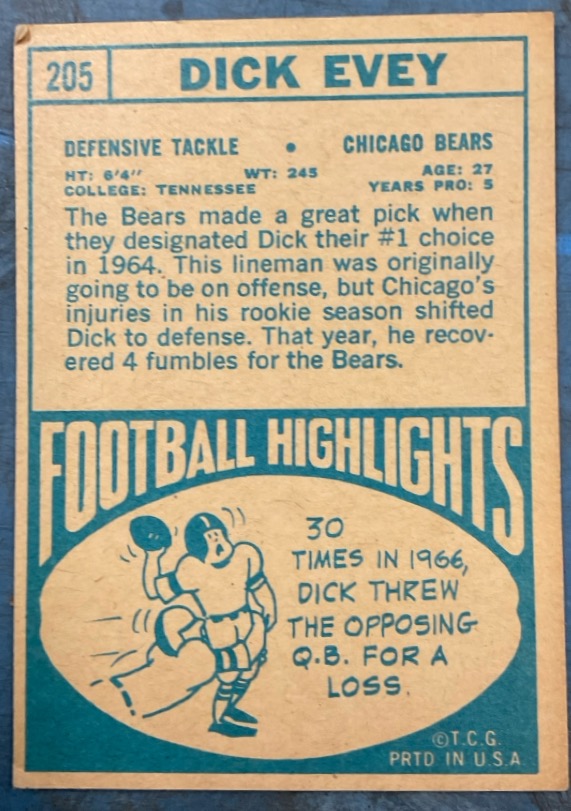 205 DICK EVEY
DEFENSIVE TACKLE • CHICAGO BEARS
HT: 6'4" WT: 245 AGE: 27
COLLEGE: TENNESSEE YEARS PRO: 5
The Bears made a great pick when
they designated Dick their #1 choice
in 1964. This lineman was originally
going to be on offense, but Chicago's
injuries in his rookie season shifted
Dick to defense. That year, he recov-
ered 4 fumbles for the Bears.
FOOTBALL HIGHLIGHTS
30
TIMES IN 1966,
DICK THREW
THE OPPOSING
Q.B. FOR A
LOSS.
©T.C.G.
PRTD IN U.S.A